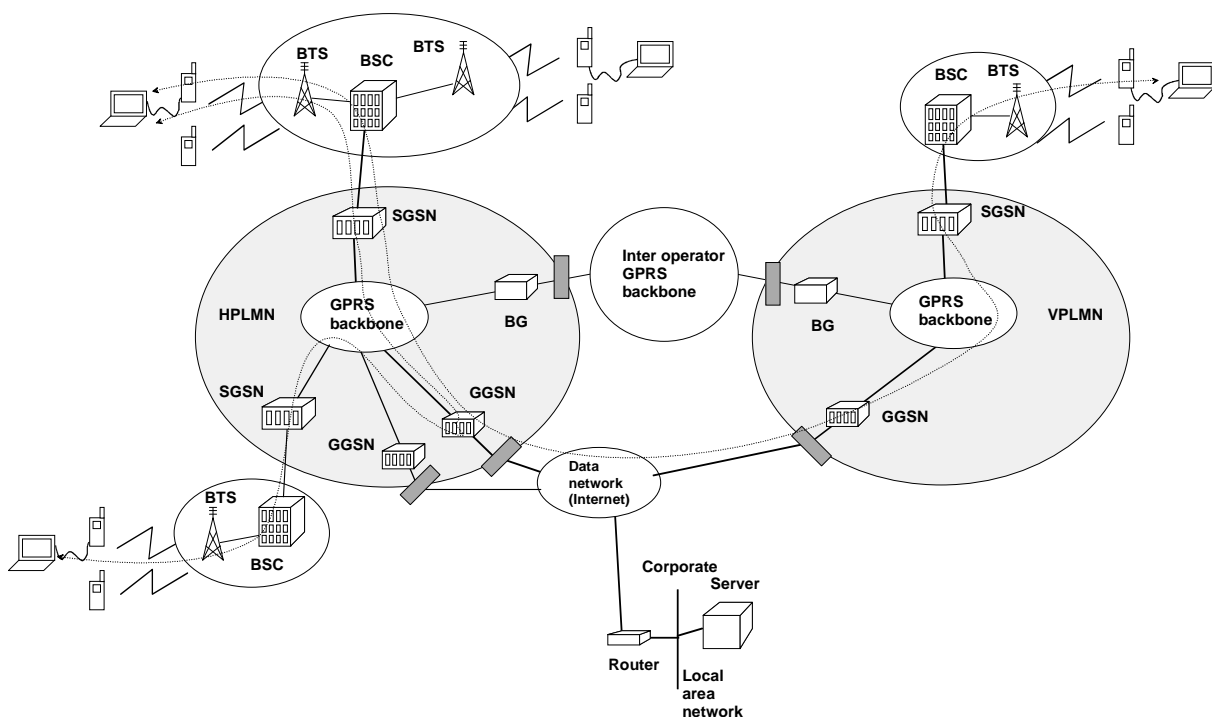 BTS
BTS
BSC
BSC
BTS
SGSN
SGSN
Inter operator
GPRS
backbone
HPLMN
GPRS
backbone
BG
BG
GPRS
backbone
VPLMN
SGSN
GGSN
GGSN
GGSN
Data
network
(Internet)
BTS
BSC
Corporate
Server
Router
Local
area
network